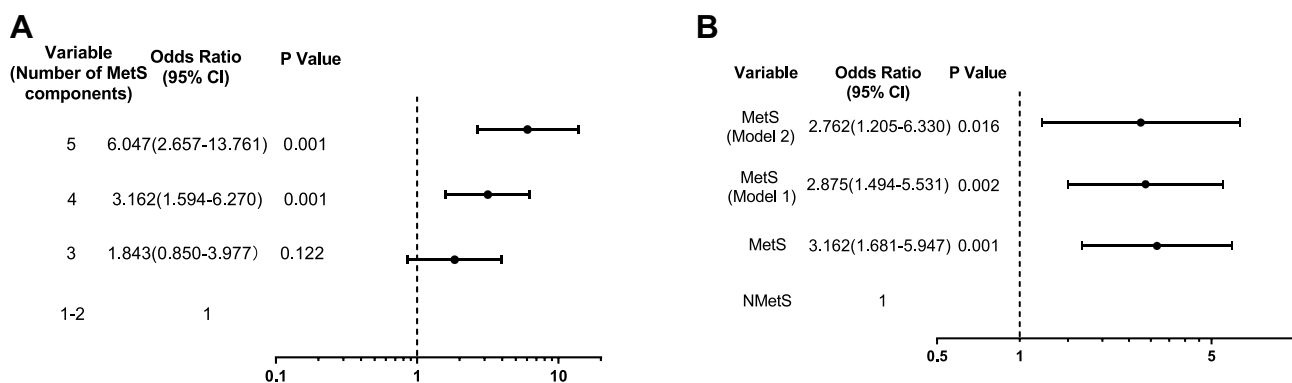 A
Variable
(Number of MetS
components)
Odds Ratio
(95% CI)
P Value
5 6.047(2.657-13.761) 0.001
4 3.162(1.594-6.270) 0.001
3 1.843(0.850-3.977） 0.122
1-2 1
0.1 1 10
B
Variable Odds Ratio
(95% CI)
P Value
MetS
(Model 2)
2.762(1.205-6.330) 0.016
MetS
(Model 1)
2.875(1.494-5.531) 0.002
MetS 3.162(1.681-5.947) 0.001
NMetS 1
0.5 1 5